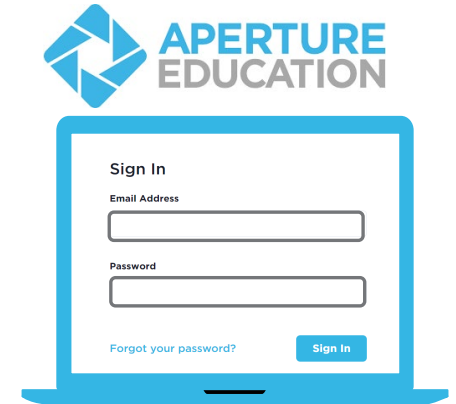 APERTURE
EDUCATION
Sign In
Email Address
Password
Forgot your password?
Sign In